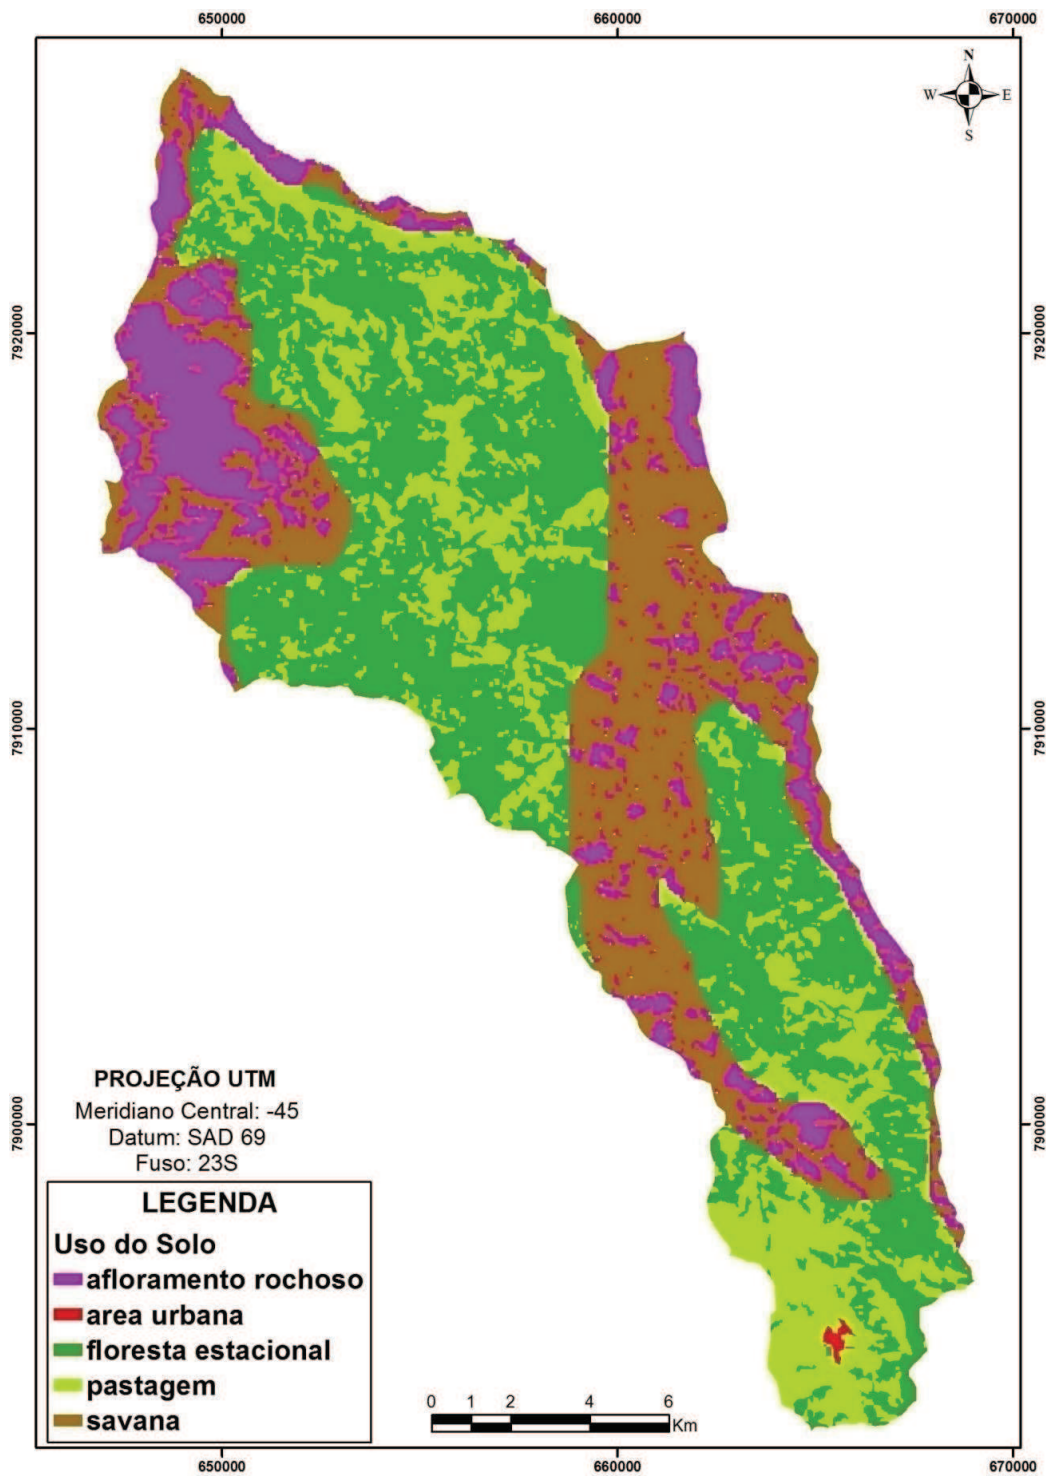 650000 660000 670000
N
W E
S
7920000 7920000
7910000 7910000
7900000 7900000
PROJEÇÃO UTM
Meridiano Central: -45
Datum: SAD 69
Fuso: 23S
LEGENDA
Uso do Solo
afloramento rochoso
area urbana
floresta estacional
pastagem
savana
0 1 2 4 6
Km
650000 660000 670000